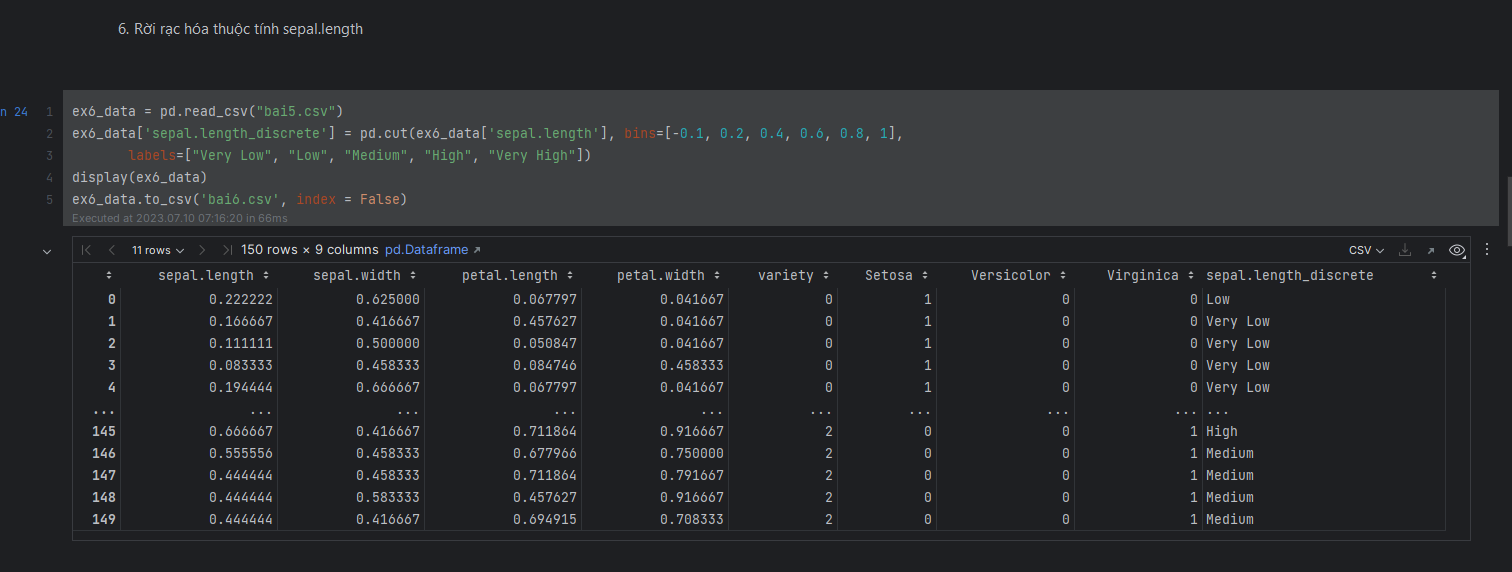 6. Rời rạc hóa thuộc tính sepal.length
n 24
1 ex6_data = pd.read_csv("bai5.csv")
2 ex6_data['sepal.length_discrete'] = pd.cut(ex6_data['sepal.length'], bins=[-0.1, 0.2, 0.4, 0.6, 0.8, 1],
3 labels=["Very Low", "Low", "Medium", "High", "Very High"])
4 display(ex6_data)
5 ex6_data.to_csv('bai6.csv', index = False)
Executed at 2023.07.10 07:16:20 in 66ms
11 rows 150 rows × 9 columns pd.Dataframe CSV
sepal.length sepal.width petal.length petal.width variety Setosa Versicolor Virginica sepal.length_discrete
0 0.222222 0.625000 0.067797 0.041667 0 1 0 0 Low
1 0.166667 0.416667 0.457627 0.041667 0 1 0 0 Very Low
2 0.111111 0.500000 0.050847 0.041667 0 1 0 0 Very Low
3 0.083333 0.458333 0.084746 0.458333 0 1 0 0 Very Low
4 0.194444 0.666667 0.067797 0.041667 0 1 0 0 Very Low
... ... ... ... ... ... ... ... ... ...
145 0.666667 0.416667 0.711864 0.916667 2 0 0 1 High
146 0.555556 0.458333 0.677966 0.750000 2 0 0 1 Medium
147 0.444444 0.458333 0.711864 0.791667 2 0 0 1 Medium
148 0.444444 0.583333 0.457627 0.916667 2 0 0 1 Medium
149 0.444444 0.416667 0.694915 0.708333 2 0 0 1 Medium